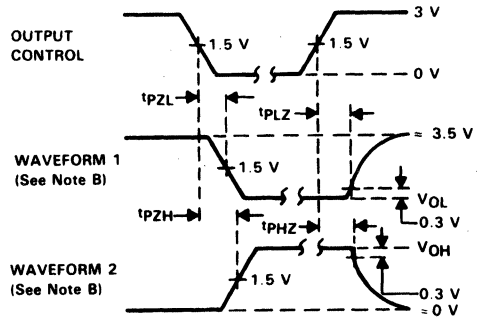 OUTPUT
CONTROL
3 V
1.5 V
1.5 V
0 V
tPZL
tPLZ
WAVEFORM 1
(See Note B)
≈ 3.5 V
1.5 V
VOL
0.3 V
tPZH
tPHZ
WAVEFORM 2
(See Note B)
VOH
1.5 V
0.3 V
≈ 0 V